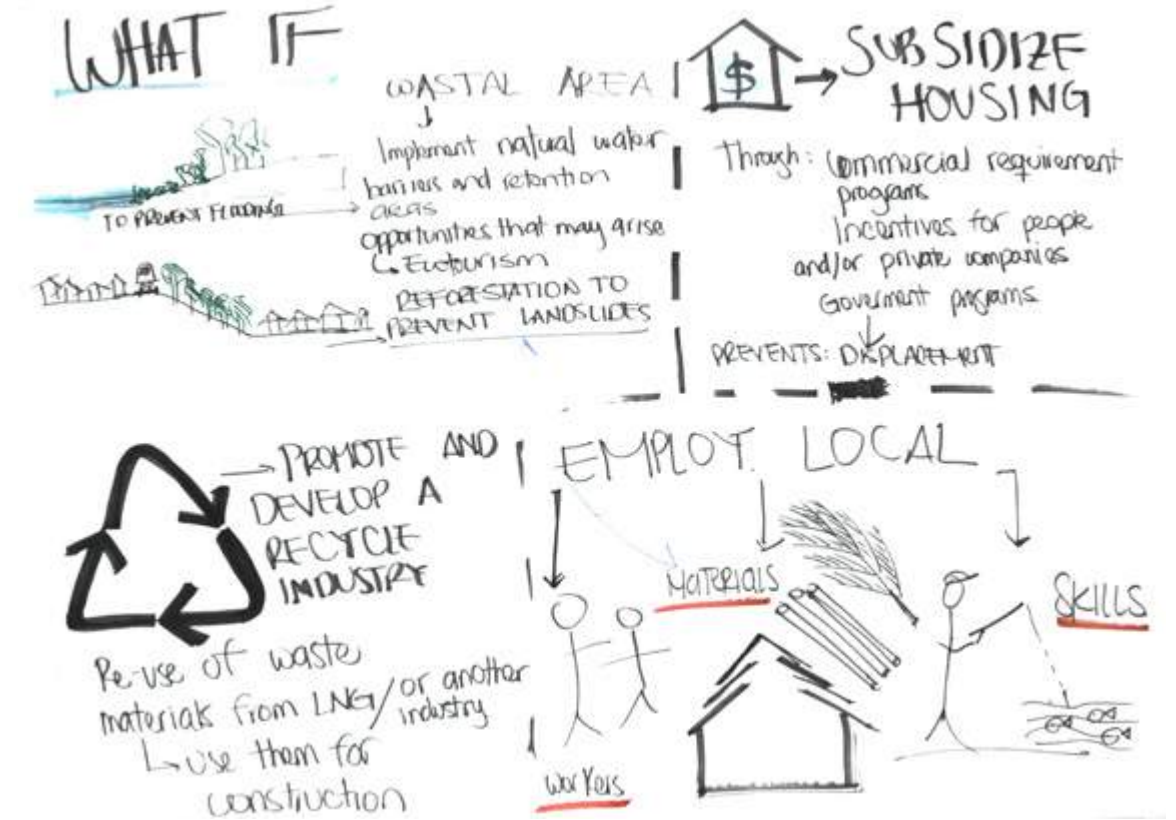 WHAT IF
COASTAL AREA
Implement natural water
barriers and retention
areas
TO PREVENT FLOODING
opportunities that may arise
Ecotourism
REFORESTATION TO
PREVENT LANDSLIDES
$
SUBSIDIZE
HOUSING
Through: Commercial requirement
programs
Incentives for people
and/or private companies
Goverment programs
PREVENTS: DISPLACEMENT
PROMOTE AND
DEVELOP A
RECYCLE
INDUSTRY
Re-use of waste
materials from LNG/or another
industry
use them for
construction
EMPLOY LOCAL
MATERIALS
SKILLS
workers